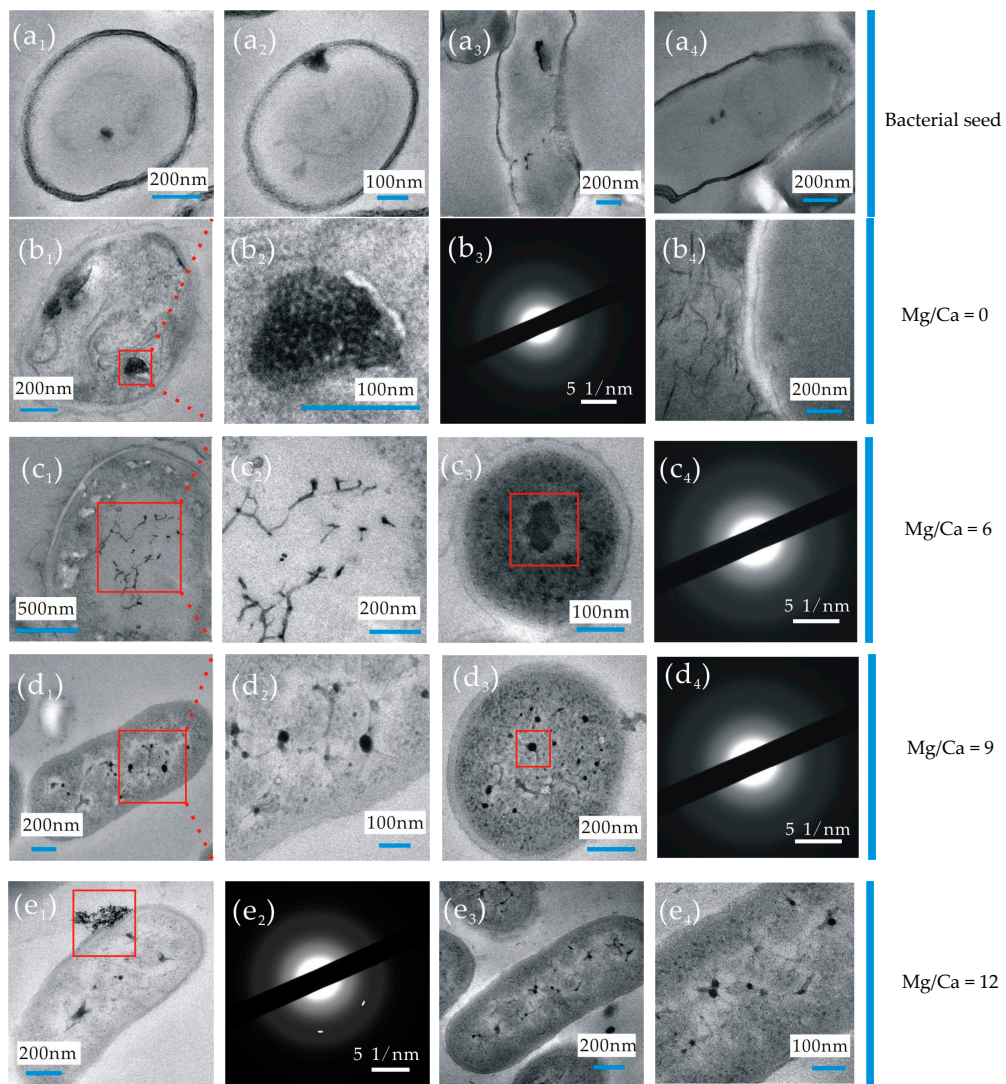 (a1)
200nm
(a2)
100nm
(a3)
200nm
(a4)
200nm
Bacterial seed
(b1)
200nm
(b2)
100nm
(b3)
5 1/nm
(b4)
200nm
Mg/Ca = 0
(c1)
500nm
(c2)
200nm
(c3)
100nm
(c4)
5 1/nm
Mg/Ca = 6
(d1)
200nm
(d2)
100nm
(d3)
200nm
(d4)
5 1/nm
Mg/Ca = 9
(e1)
200nm
(e2)
5 1/nm
(e3)
200nm
(e4)
100nm
Mg/Ca = 12